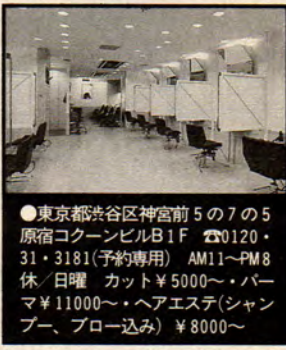 ●東京都渋谷区神宮前5の7の5
原宿コクーンビルB1F ☎0120・
31・3181(予約専用) AM11〜PM8
休/日曜 カット¥5000〜・パー
マ¥11000〜・ヘアエステ(シャン
プー、ブロー込み) ¥8000〜